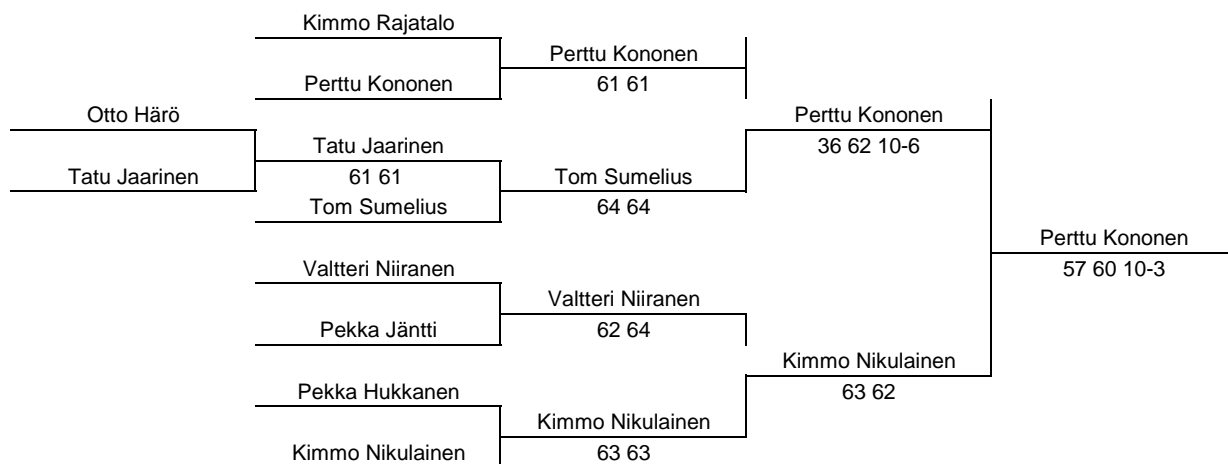 Kimmo Rajatalo
Perttu Kononen
Perttu Kononen
61 61
Otto Härö
Perttu Kononen
Tatu Jaarinen
36 62 10-6
Tatu Jaarinen
61 61
Tom Sumelius
Tom Sumelius
64 64
Perttu Kononen
Valtteri Niiranen
57 60 10-3
Valtteri Niiranen
Pekka Jäntti
62 64
Kimmo Nikulainen
Pekka Hukkanen
63 62
Kimmo Nikulainen
Kimmo Nikulainen
63 63